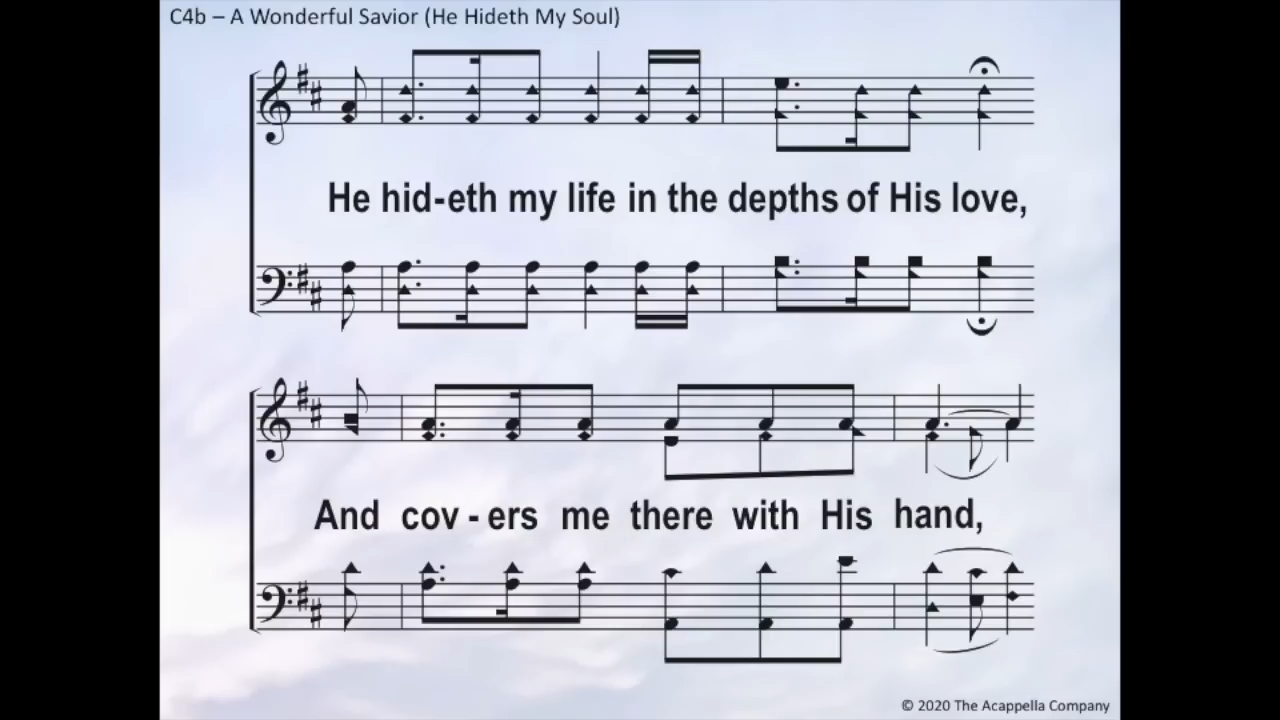 C4b – A Wonderful Savior (He Hideth My Soul)
He hid-eth my life in the depths of His love,
And cov - ers me there with His hand,
© 2020 The Acappella Company